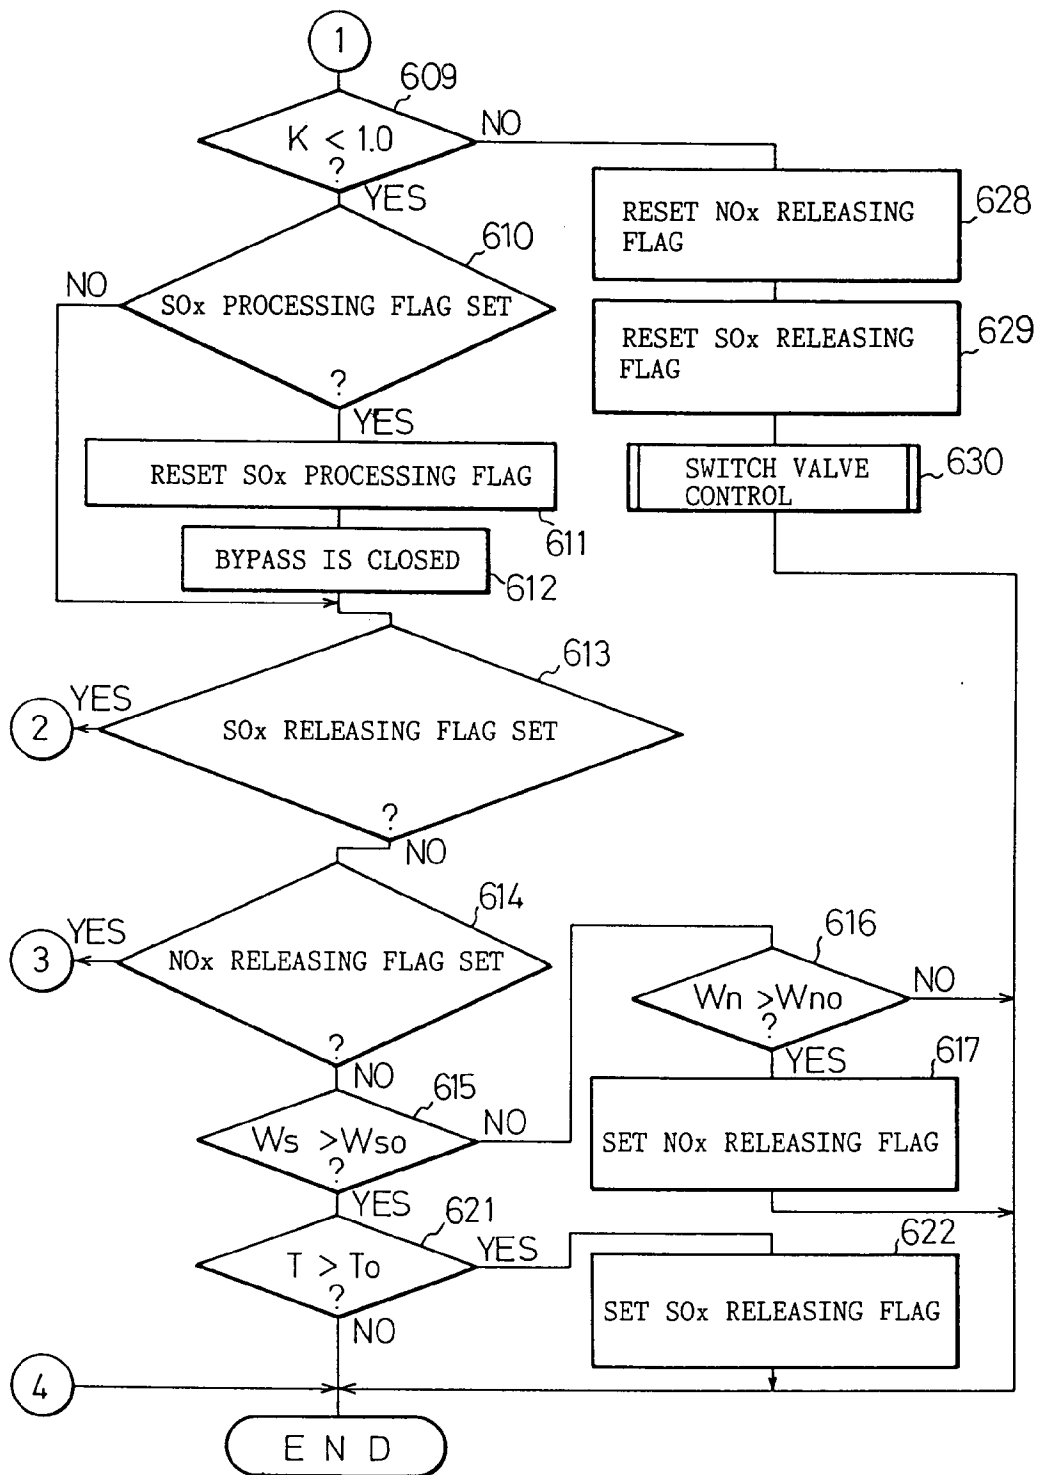 1
609
K < 1.0
?
NO
YES
RESET NOx RELEASING
FLAG
628
610
NO
SOx PROCESSING FLAG SET
?
YES
RESET SOx RELEASING
FLAG
629
RESET SOx PROCESSING FLAG
611
SWITCH VALVE
CONTROL
630
BYPASS IS CLOSED
612
613
YES
2
SOx RELEASING FLAG SET
?
NO
614
YES
3
NOx RELEASING FLAG SET
?
NO
616
Wn >Wno
?
NO
YES
617
SET NOx RELEASING FLAG
615
Ws >Wso
?
NO
YES
621
T > To
?
YES
NO
622
SET SOx RELEASING FLAG
4
END